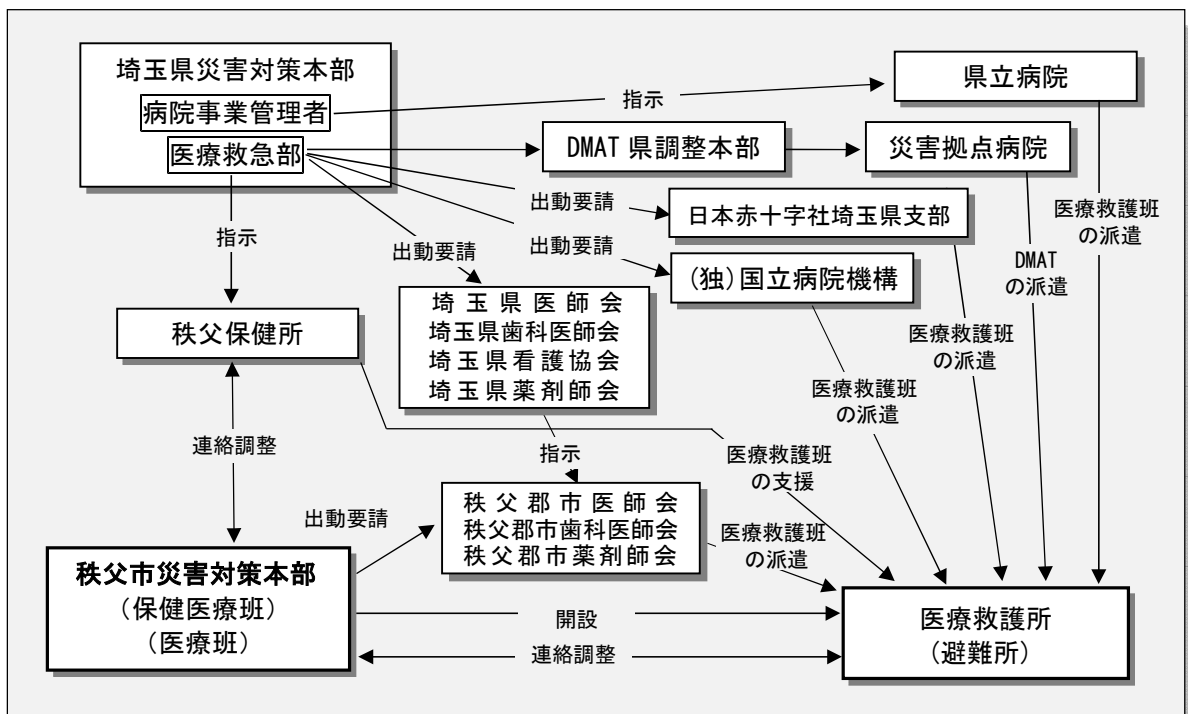 埼玉県災害対策本部
病院事業管理者
医療救急部
指示
県立病院
DMAT 県調整本部
災害拠点病院
出動要請
日本赤十字社埼玉県支部
医療救護班
の派遣
指示
出動要請
出動要請
(独)国立病院機構
DMAT
の派遣
秩父保健所
埼玉県医師会
埼玉県歯科医師会
埼玉県看護協会
埼玉県薬剤師会
医療救護班
の派遣
医療救護班
の派遣
連絡調整
指示
医療救護班
の支援
出動要請
秩父郡市医師会
秩父郡市歯科医師会
秩父郡市薬剤師会
医療救護班
の派遣
秩父市災害対策本部
（保健医療班）
（医療班）
開設
連絡調整
医療救護所
（避難所）